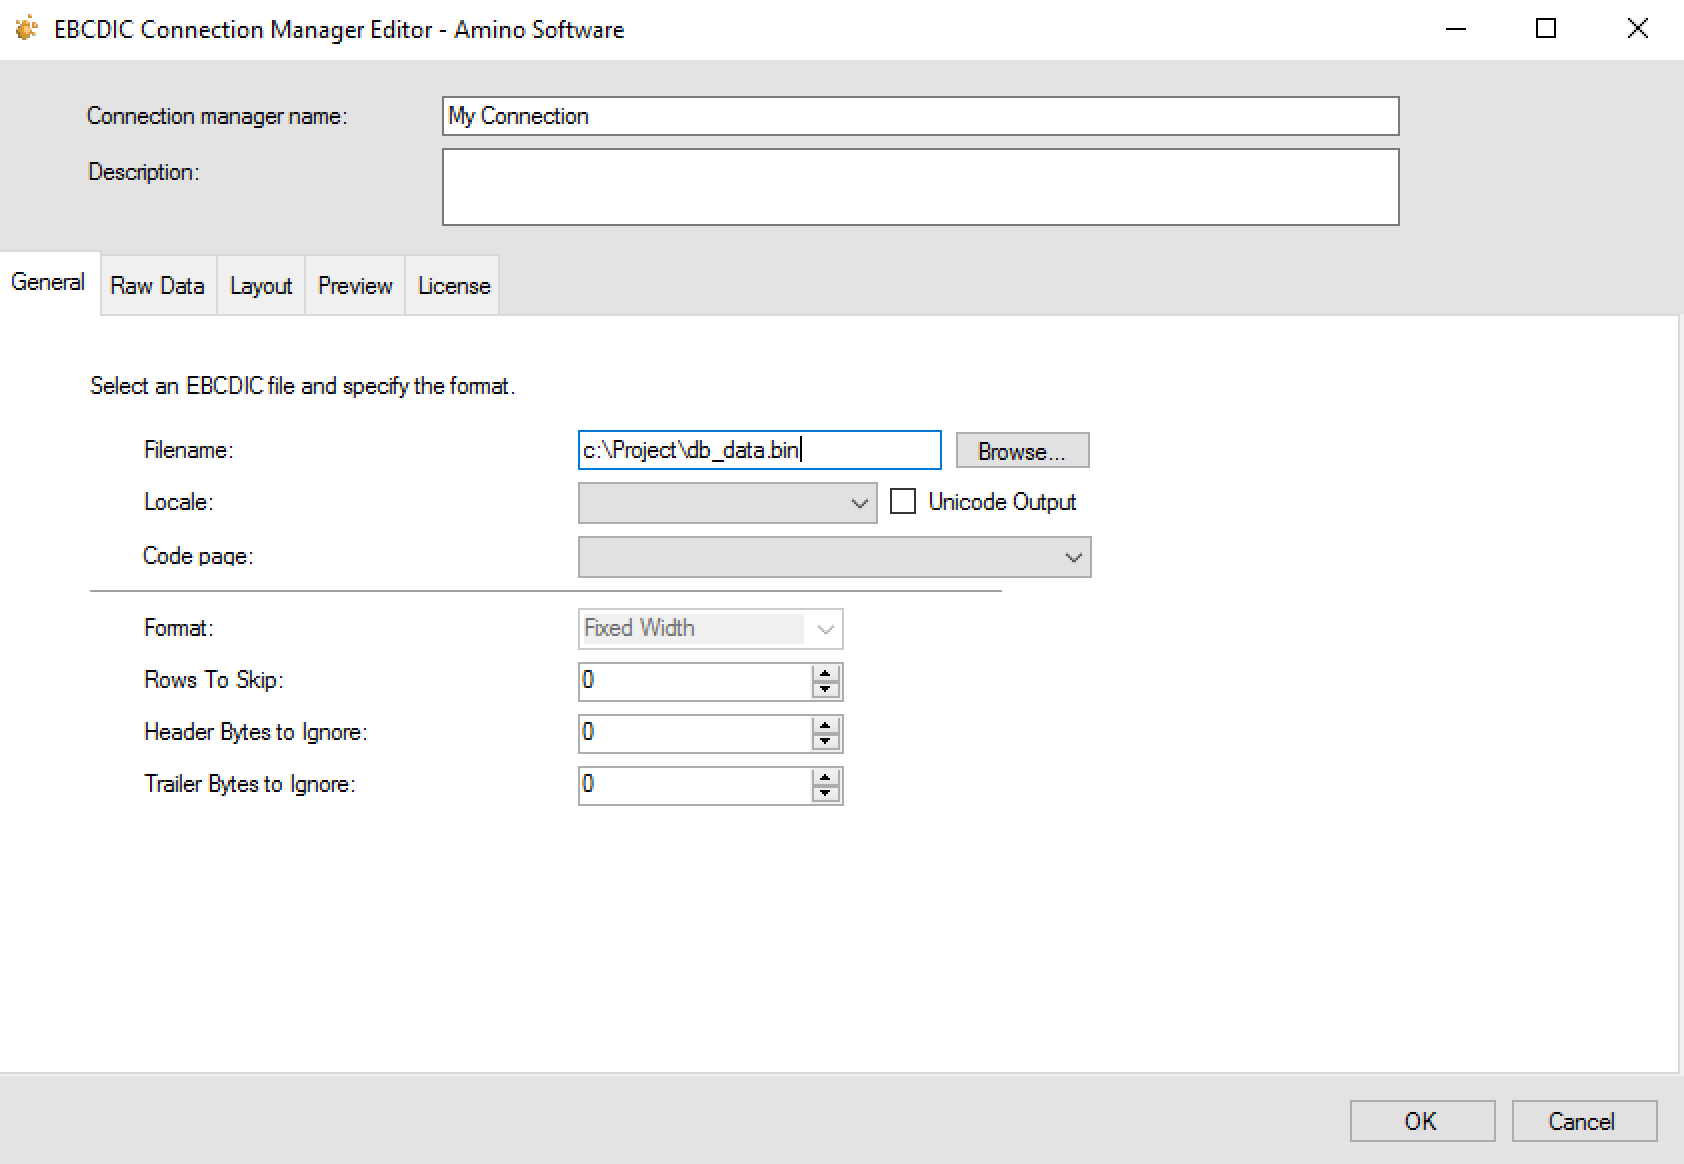 EBCDIC Connection Manager Editor - Amino Software
Connection manager name: My Connection
Description:
General Raw Data Layout Preview License
Select an EBCDIC file and specify the format.
Filename: c:\Project\db_data.bin Browse...
Locale: Unicode Output
Code page:
Format: Fixed Width
Rows To Skip: 0
Header Bytes to Ignore: 0
Trailer Bytes to Ignore: 0
OK Cancel